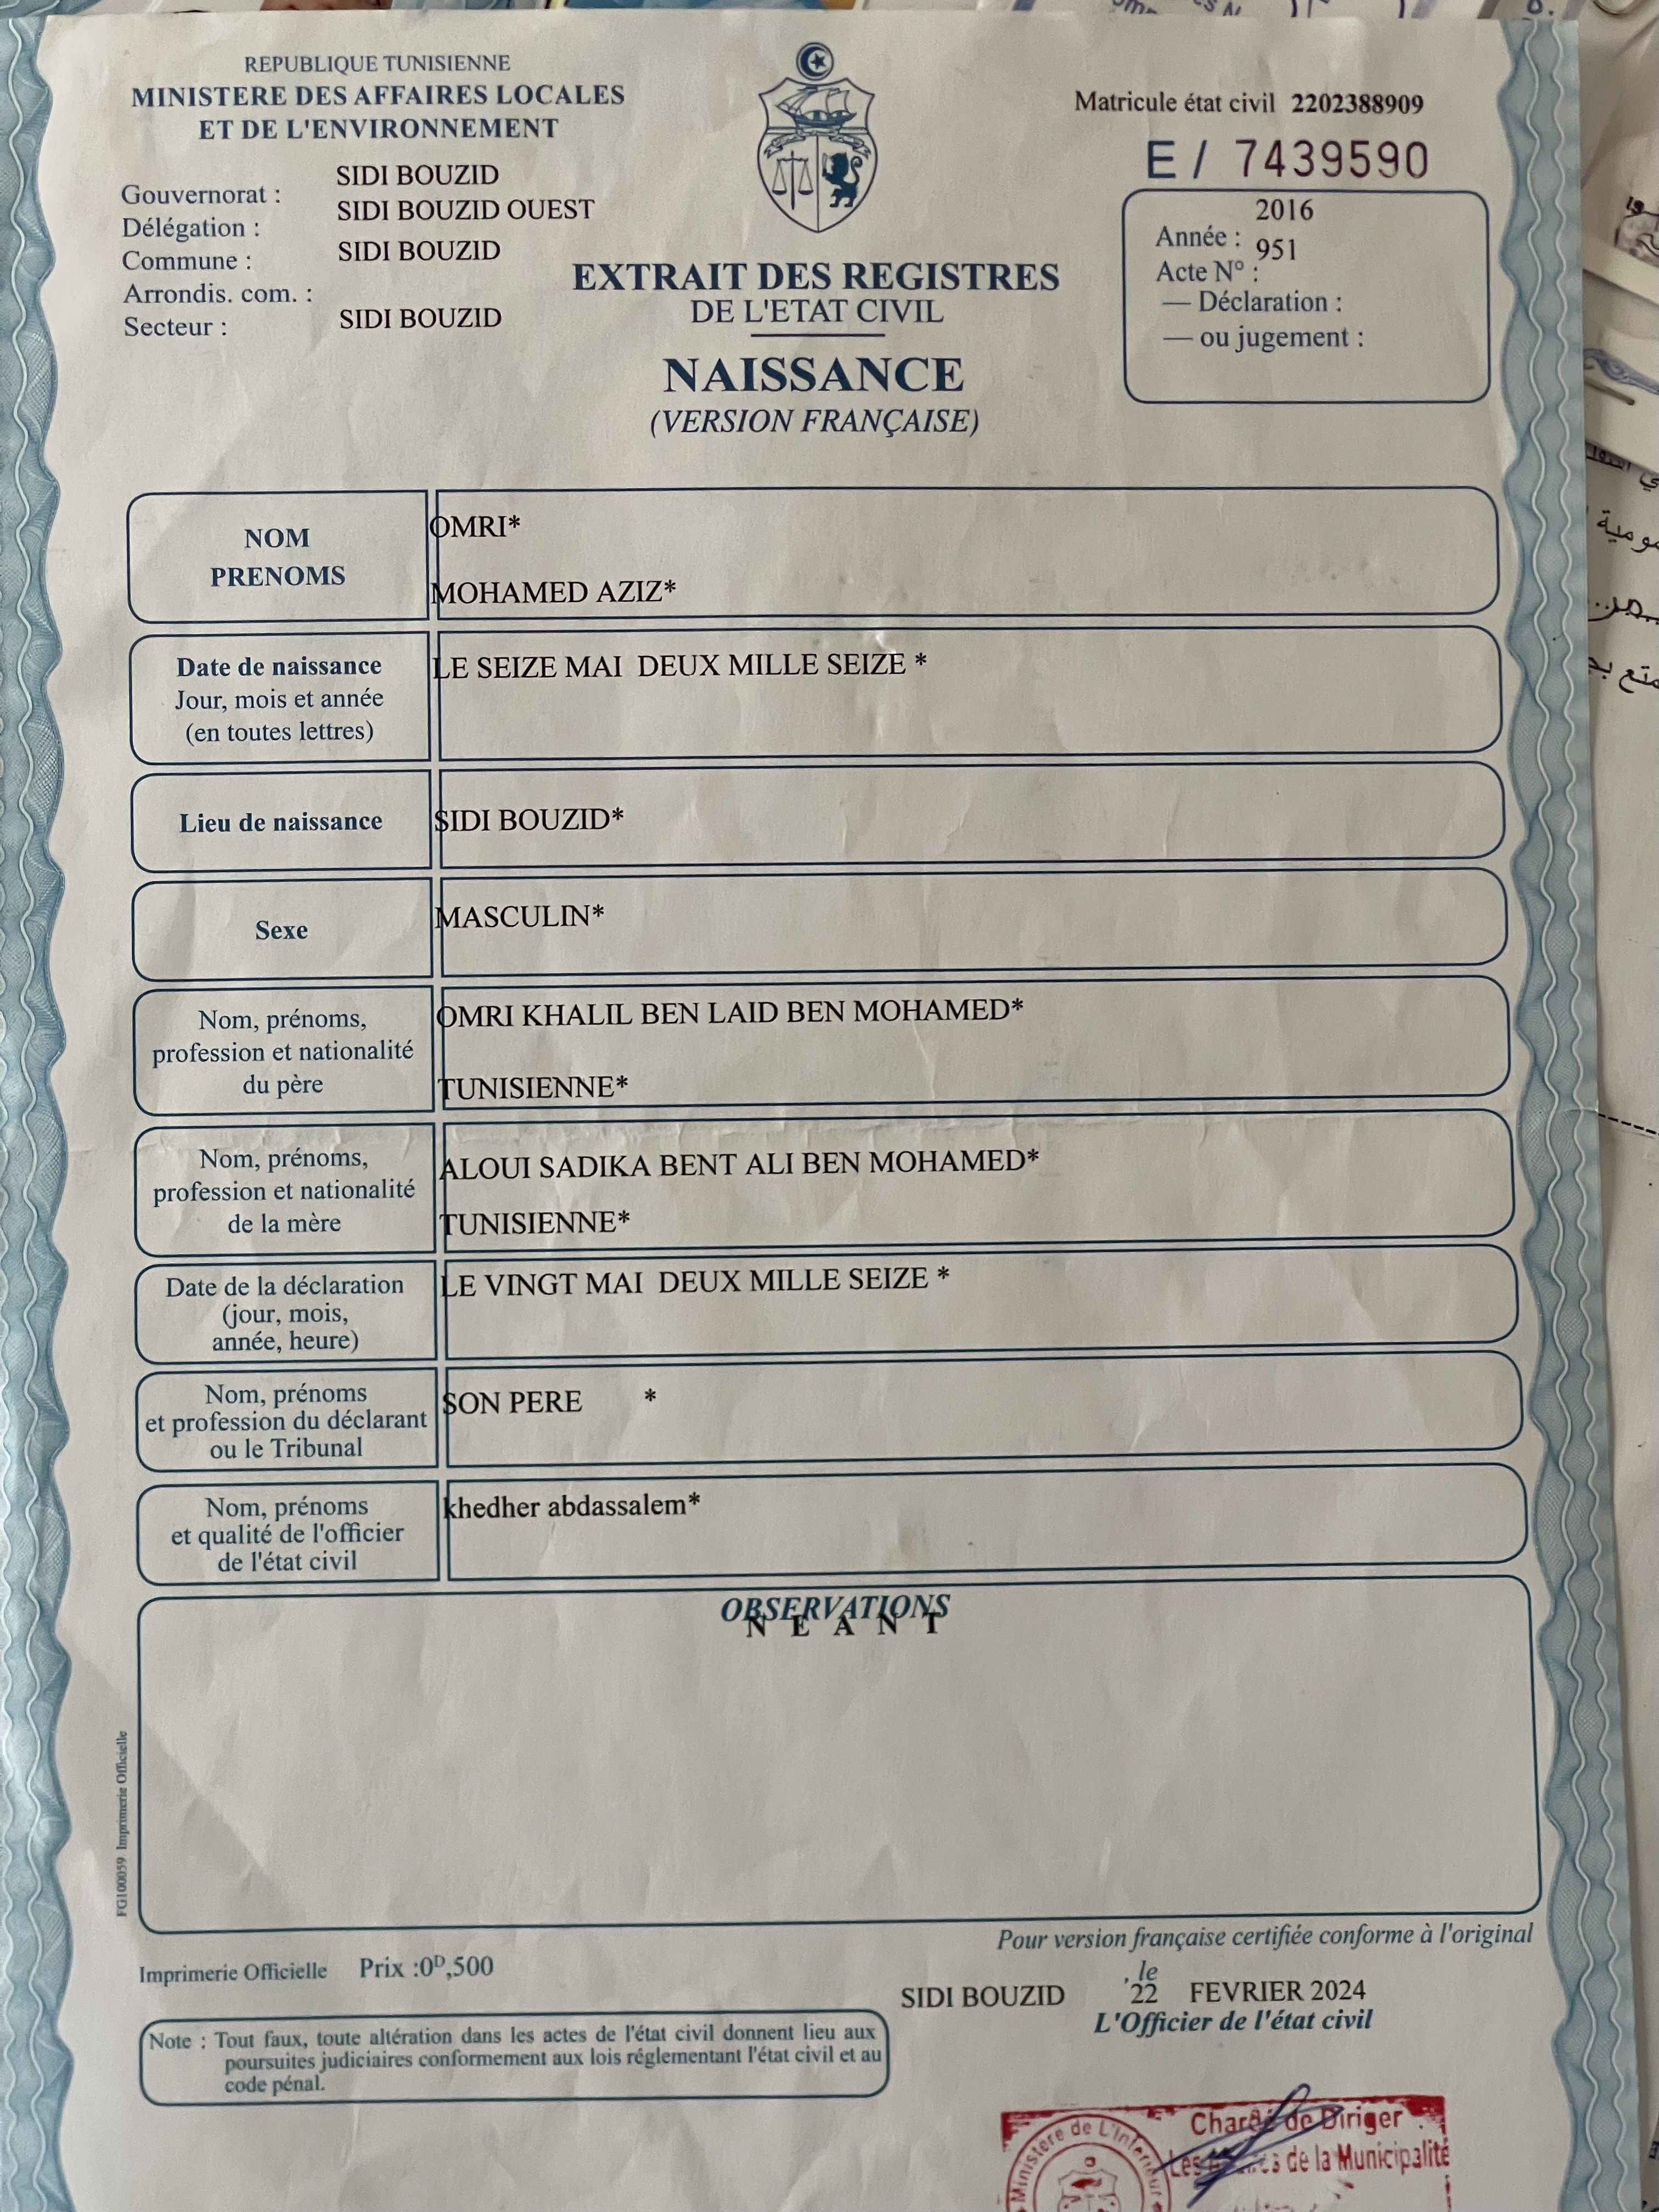 REPUBLIQUE TUNISIENNE
MINISTERE DES AFFAIRES LOCALES
ET DE L'ENVIRONNEMENT
Gouvernorat : SIDI BOUZID
Délégation : SIDI BOUZID OUEST
Commune : SIDI BOUZID
Arrondis. com. :
Secteur : SIDI BOUZID
Matricule état civil 2202388909
E / 7439590
Année : 2016
Acte N° : 951
— Déclaration :
— ou jugement :
EXTRAIT DES REGISTRES
DE L'ETAT CIVIL
NAISSANCE
(VERSION FRANÇAISE)
NOM
PRENOMS
OMRI*
MOHAMED AZIZ*
Date de naissance
Jour, mois et année
(en toutes lettres)
LE SEIZE MAI DEUX MILLE SEIZE *
Lieu de naissance
SIDI BOUZID*
Sexe
MASCULIN*
Nom, prénoms,
profession et nationalité
du père
OMRI KHALIL BEN LAID BEN MOHAMED*
TUNISIENNE*
Nom, prénoms,
profession et nationalité
de la mère
ALOUI SADIKA BENT ALI BEN MOHAMED*
TUNISIENNE*
Date de la déclaration
(jour, mois,
année, heure)
LE VINGT MAI DEUX MILLE SEIZE *
Nom, prénoms
et profession du déclarant
ou le Tribunal
SON PERE *
Nom, prénoms
et qualité de l'officier
de l'état civil
khedher abdassalem*
OBSERVATIONS
N E A N T
FG100059 Imprimerie Officielle
Pour version française certifiée conforme à l'original
Imprimerie Officielle Prix :0ᴰ,500
SIDI BOUZID , le 22 FEVRIER 2024
L'Officier de l'état civil
Note : Tout faux, toute altération dans les actes de l'état civil donnent lieu aux
poursuites judiciaires conformement aux lois réglementant l'état civil et au
code pénal.
Ministère de L'Intérieur
Chargé de Diriger
Les de la Municipalité